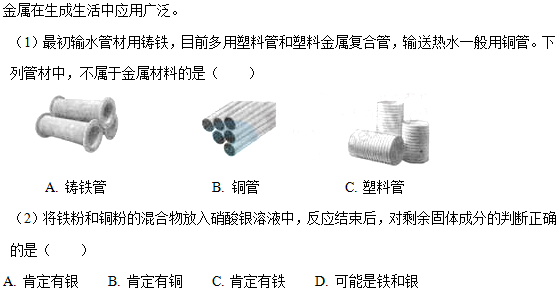 金属在生成生活中应用广泛。
（1）最初输水管材用铸铁，目前多用塑料管和塑料金属复合管，输送热水一般用铜管。下
列管材中，不属于金属材料的是（　　）
A. 铸铁管　B. 铜管　C. 塑料管
（2）将铁粉和铜粉的混合物放入硝酸银溶液中，反应结束后，对剩余固体成分的判断正确
的是（　　）
A. 肯定有银　B. 肯定有铜　C. 肯定有铁　D. 可能是铁和银